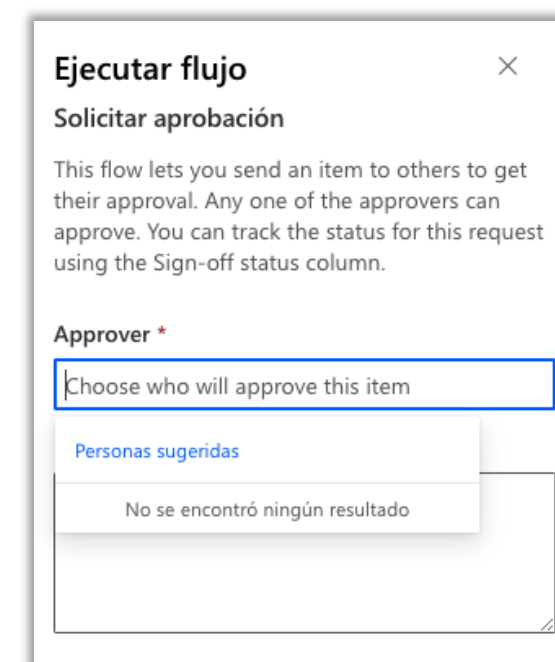 Ejecutar flujo
Solicitar aprobación
This flow lets you send an item to others to get
their approval. Any one of the approvers can
approve. You can track the status for this request
using the Sign-off status column.
Approver *
Choose who will approve this item
Personas sugeridas
No se encontró ningún resultado